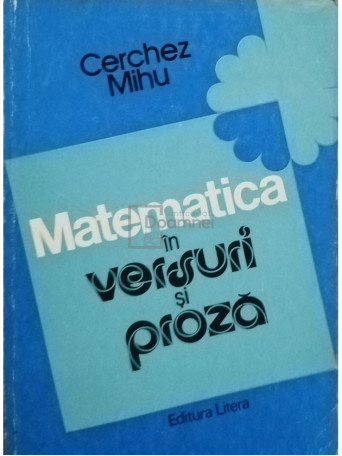 Cerchez
Mihu
Matematica
în
versuri
și
proză
Editura Litera